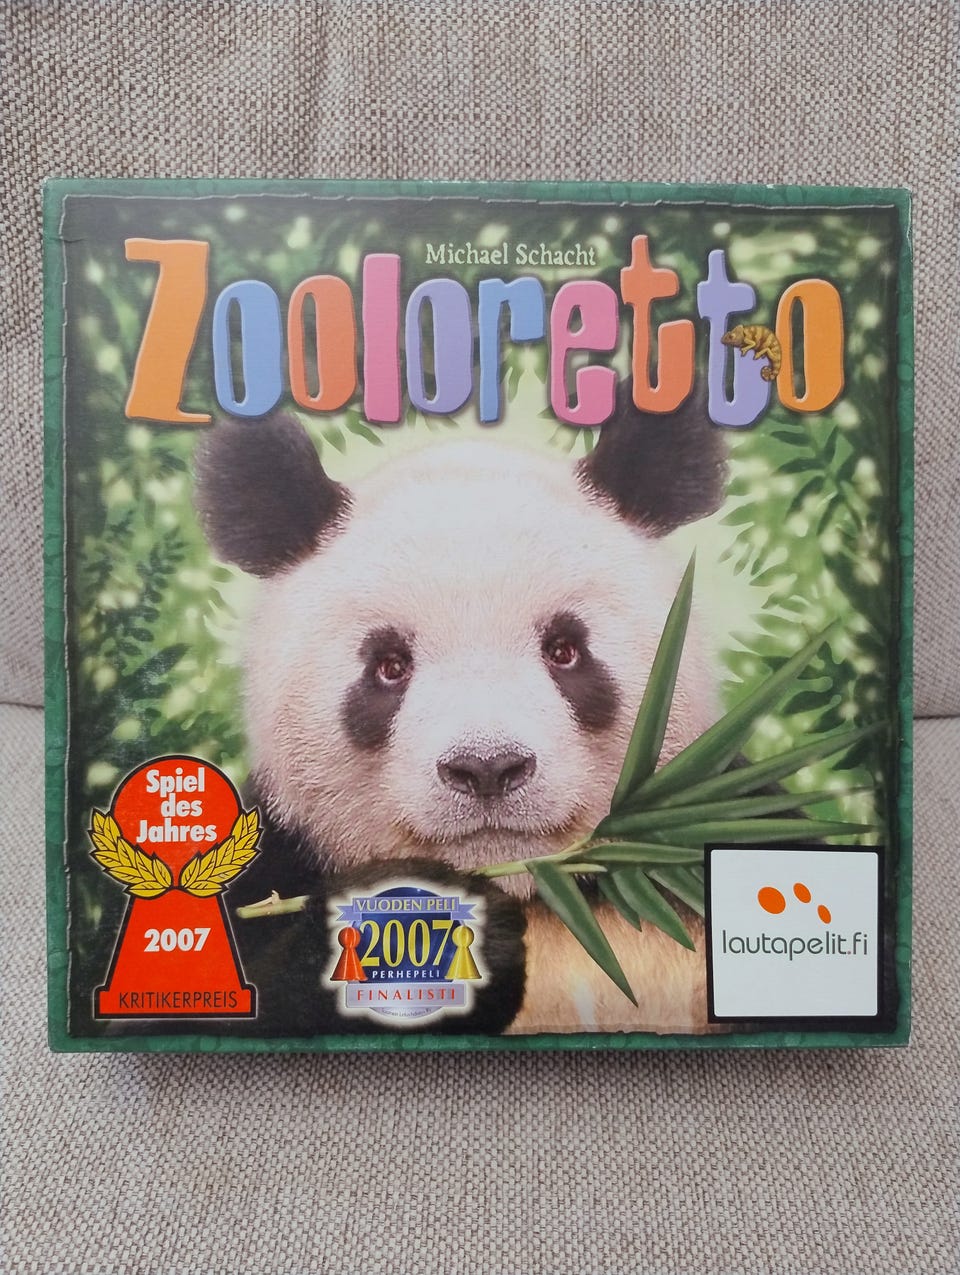 Michael Schacht
Zooloretto
Spiel
des
Jahres
2007
KRITIKERPREIS
VUODEN PELI
2007
PERHEPELI
FINALISTI
lautapelit.fi